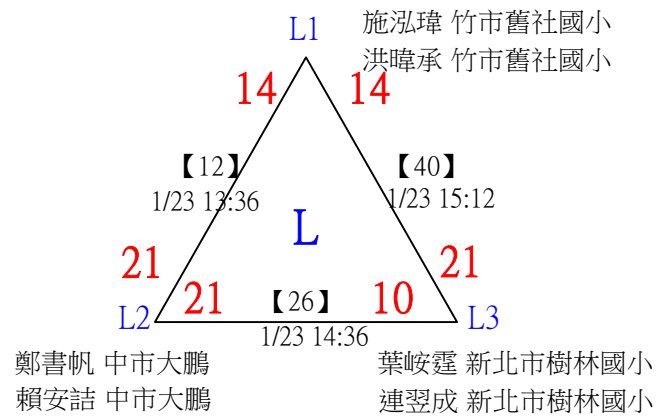 L1
施泓瑋 竹市舊社國小
洪暐承 竹市舊社國小
14
14
【12】
1/23 13:36
【40】
1/23 15:12
L
21
21
21
【26】
10
L2
1/23 14:36
L3
鄭書帆 中市大鵬
賴安喆 中市大鵬
葉峖霆 新北市樹林國小
連翌成 新北市樹林國小